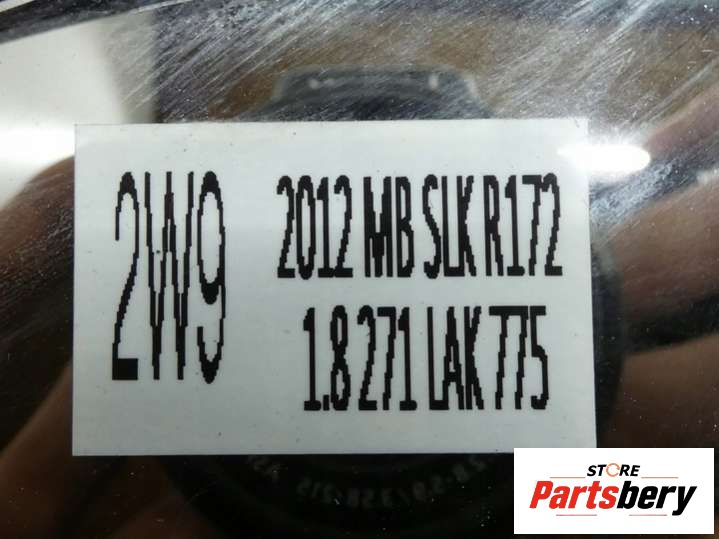 2W9
2012 MB SLK R172
1.8 271 LAK 775
STORE
Partsbery